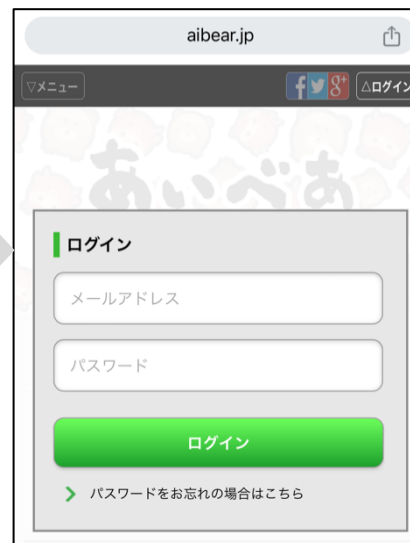 aibear.jp
▽メニュー
f 8+ △ログイン
あいべあ
ログイン
メールアドレス
パスワード
ログイン
パスワードをお忘れの場合はこちら